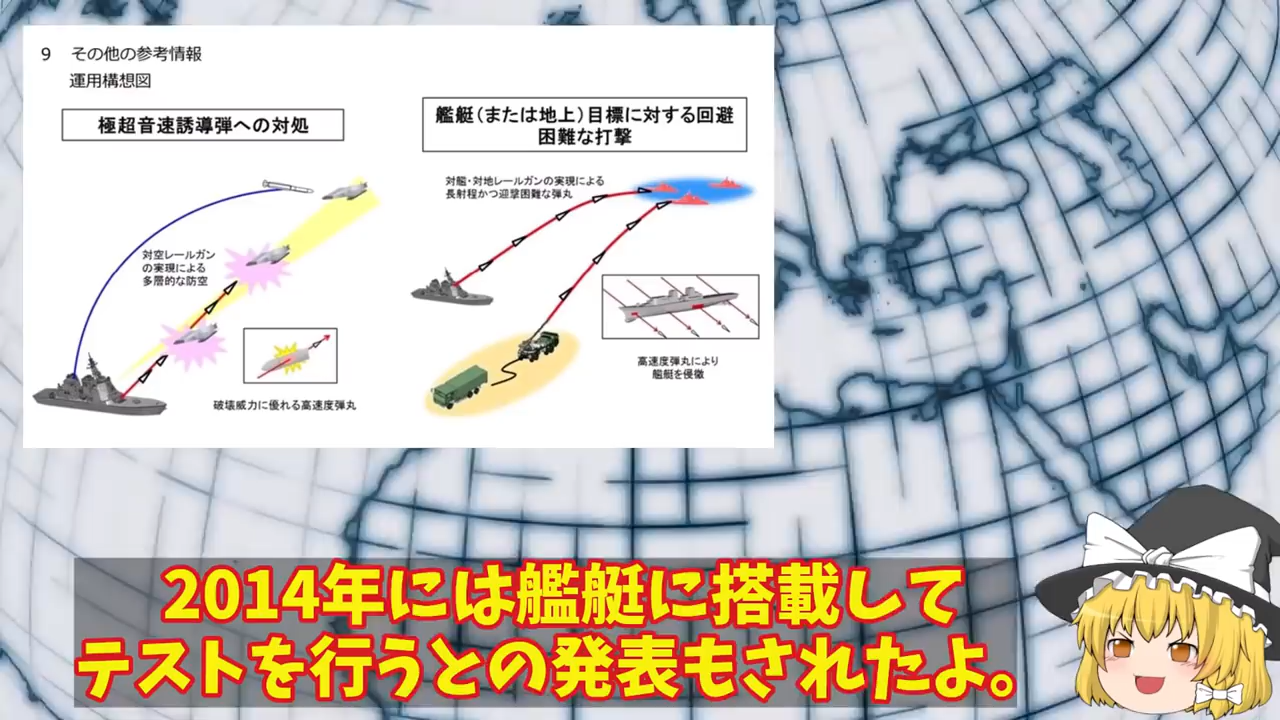 9 その他の参考情報
運用構想図
極超音速誘導弾への対処
対空レールガン
の実現による
多層的な防空
破壊威力に優れる高速度弾丸
艦艇(または地上)目標に対する回避
困難な打撃
対艦・対地レールガンの実現による
長射程かつ迎撃困難な弾丸
高速度弾丸により
艦艇を侵徹
2014年には艦艇に搭載して
テストを行うとの発表もされたよ。